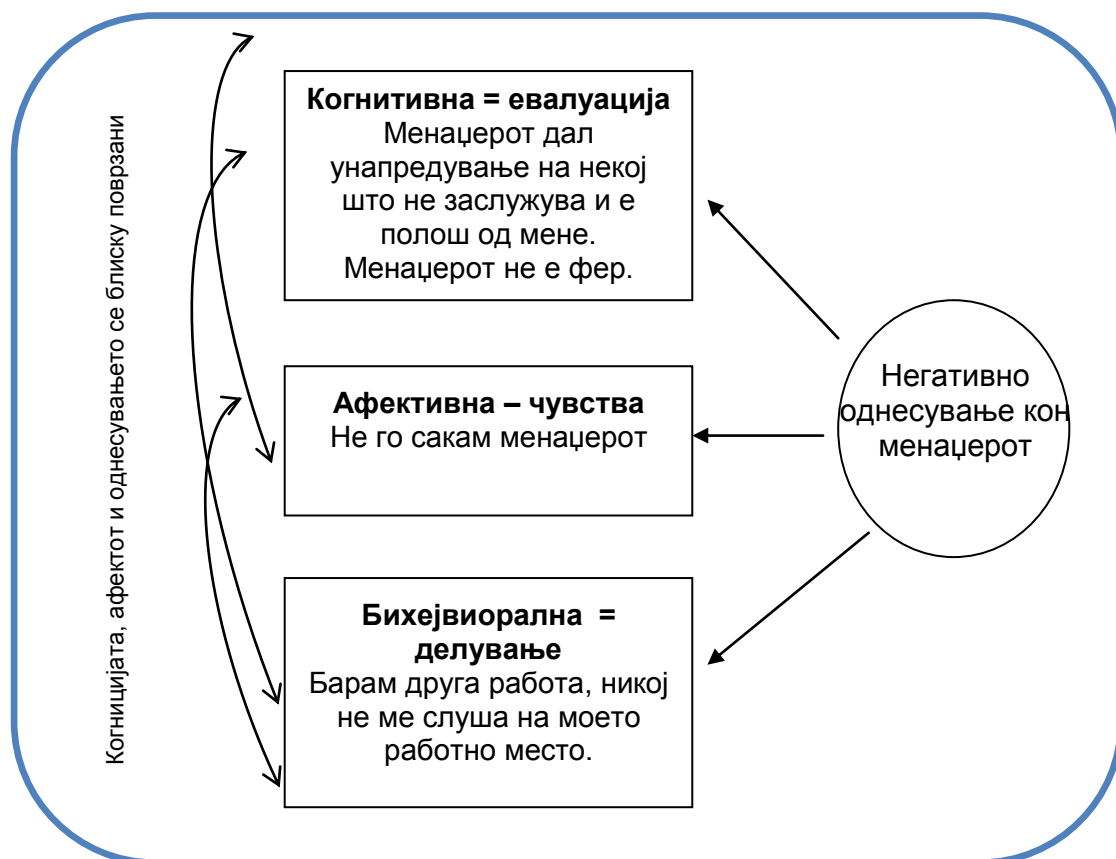 Когницијата, афектот и однесувањето се блиску поврзани
Когнитивна = евалуација
Менаџерот дал
унапредување на некој
што не заслужува и е
полош од мене.
Менаџерот не е фер.
Афективна – чувства
Не го сакам менаџерот
Бихејвиорална =
делување
Барам друга работа, никој
не ме слуша на моето
работно место.
Негативно
однесување кон
менаџерот